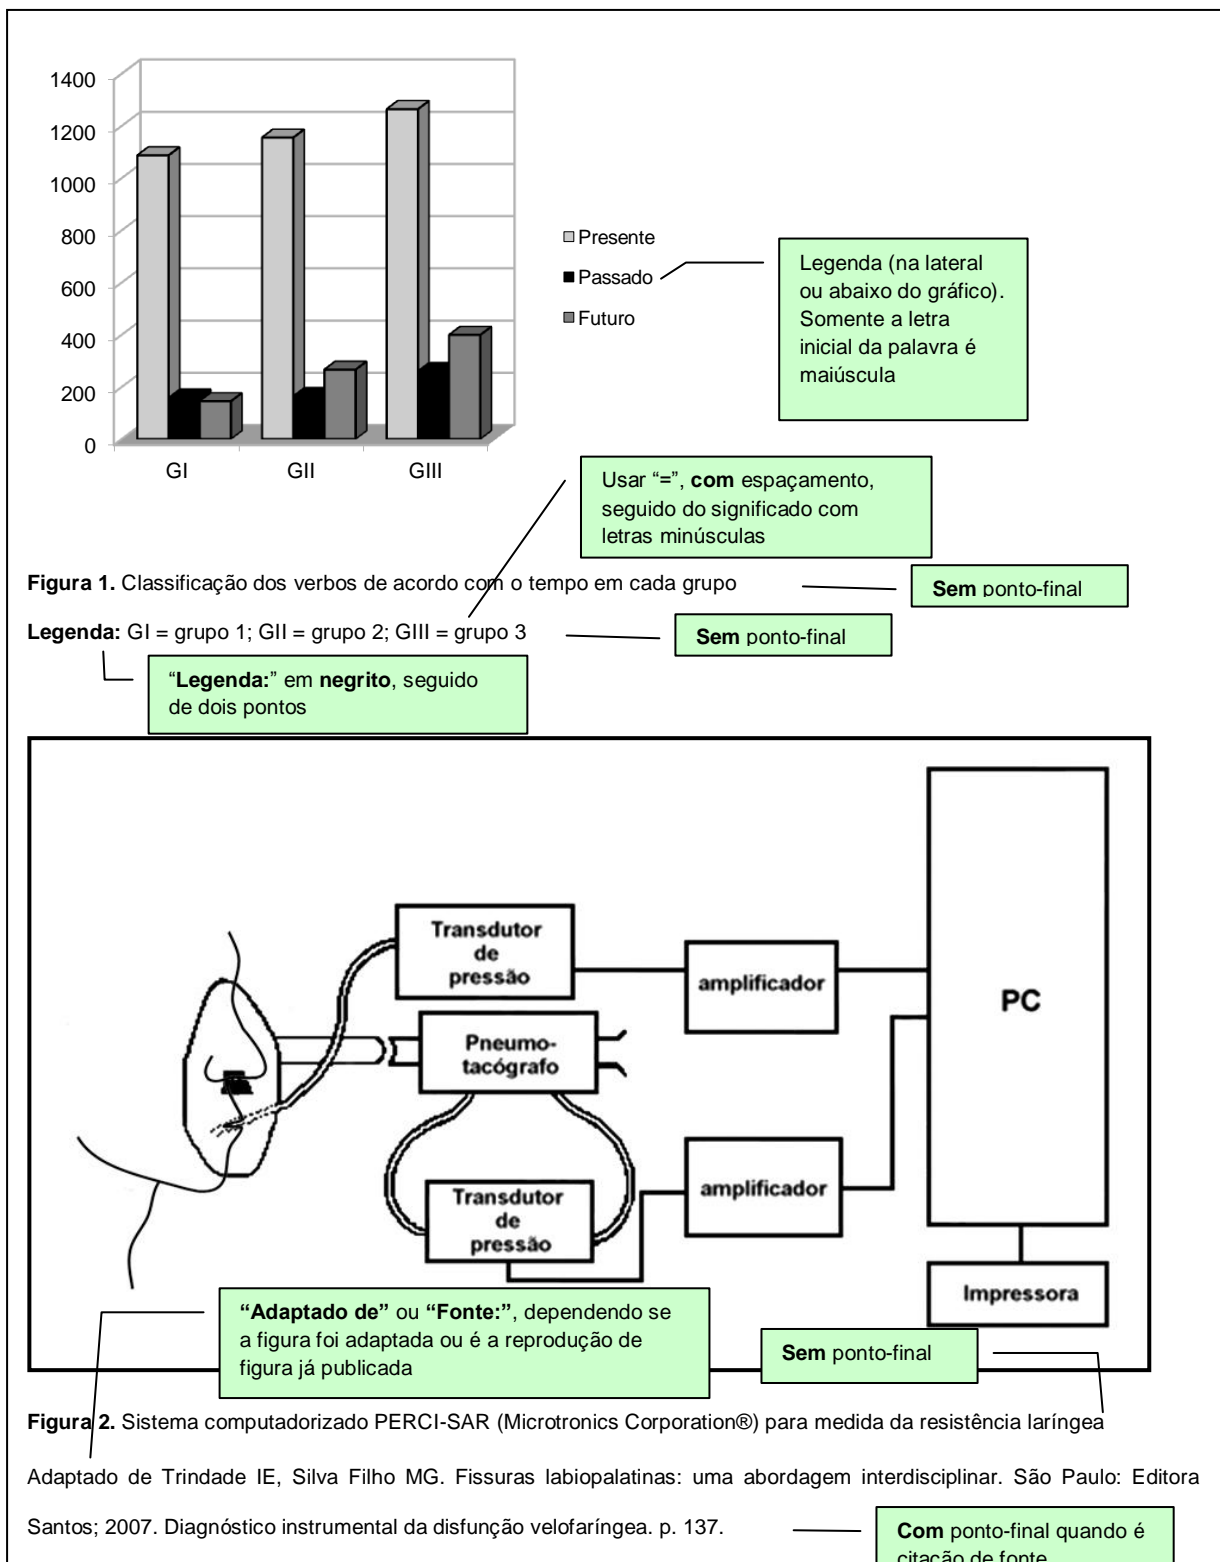 1400
1200
1000
800
600
400
200
0
GI
GII
GIII
Presente
Passado
Futuro
Legenda (na lateral
ou abaixo do gráfico).
Somente a letra
inicial da palavra é
maiúscula
Usar “=”, com espaçamento,
seguido do significado com
letras minúsculas
Figura 1. Classificação dos verbos de acordo com o tempo em cada grupo
Sem ponto-final
Legenda: GI = grupo 1; GII = grupo 2; GIII = grupo 3
Sem ponto-final
“Legenda:” em negrito, seguido
de dois pontos
Transdutor
de
pressão
amplificador
PC
Pneumo-
tacógrafo
Transdutor
de
pressão
amplificador
Impressora
“Adaptado de” ou “Fonte:”, dependendo se
a figura foi adaptada ou é a reprodução de
figura já publicada
Sem ponto-final
Figura 2. Sistema computadorizado PERCI-SAR (Microtronics Corporation®) para medida da resistência laríngea
Adaptado de Trindade IE, Silva Filho MG. Fissuras labiopalatinas: uma abordagem interdisciplinar. São Paulo: Editora
Santos; 2007. Diagnóstico instrumental da disfunção velofaríngea. p. 137.
Com ponto-final quando é
citação de fonte